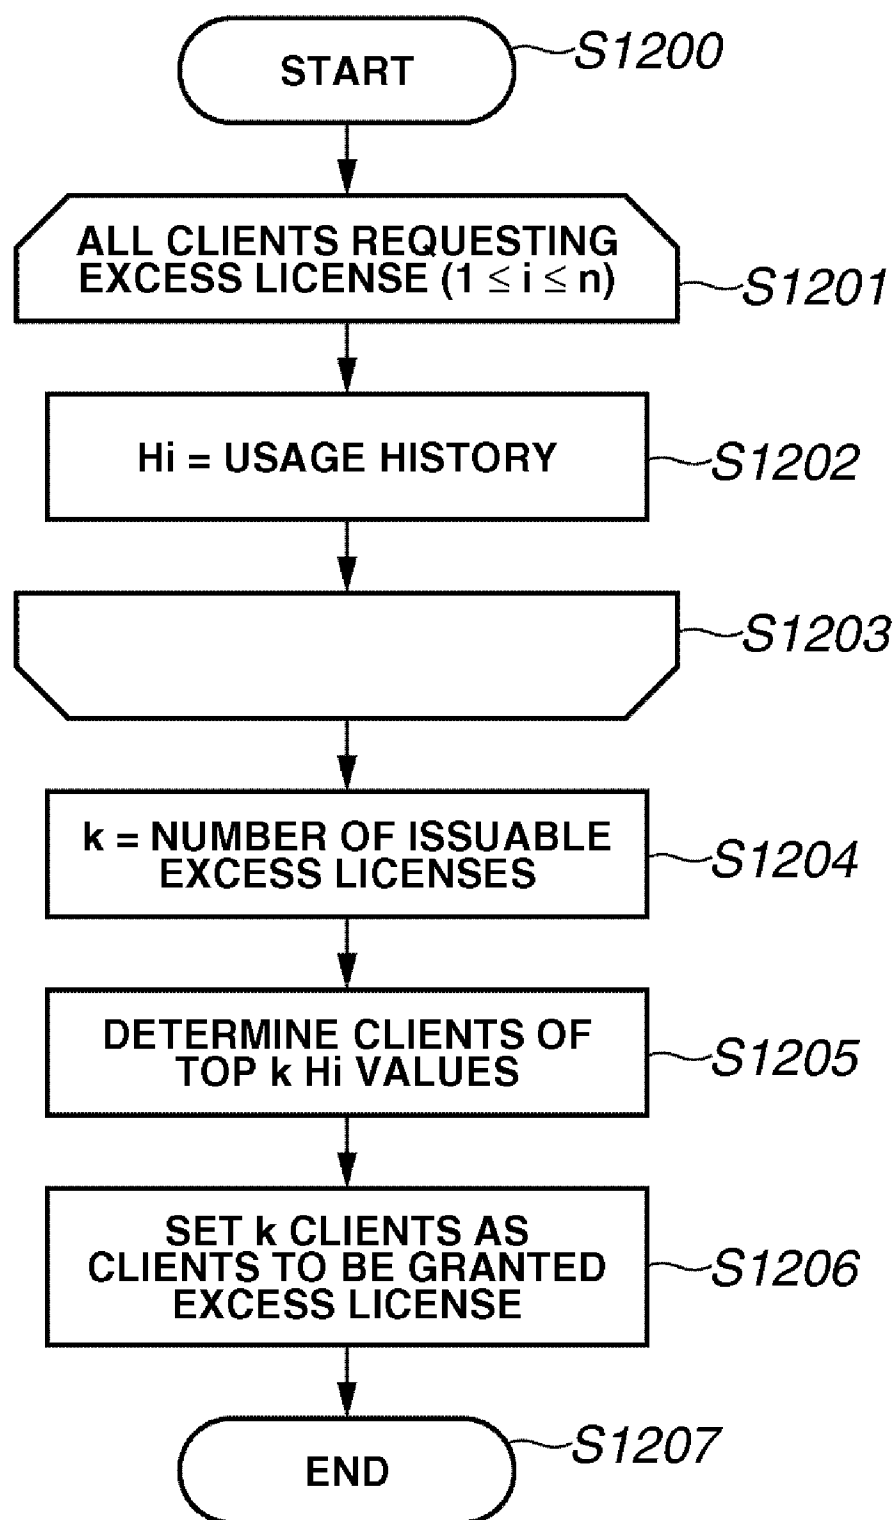 START
S1200
ALL CLIENTS REQUESTING
EXCESS LICENSE (1 ≤ i ≤ n)
S1201
Hi = USAGE HISTORY
S1202
S1203
k = NUMBER OF ISSUABLE
EXCESS LICENSES
S1204
DETERMINE CLIENTS OF
TOP k Hi VALUES
S1205
SET k CLIENTS AS
CLIENTS TO BE GRANTED
EXCESS LICENSE
S1206
END
S1207